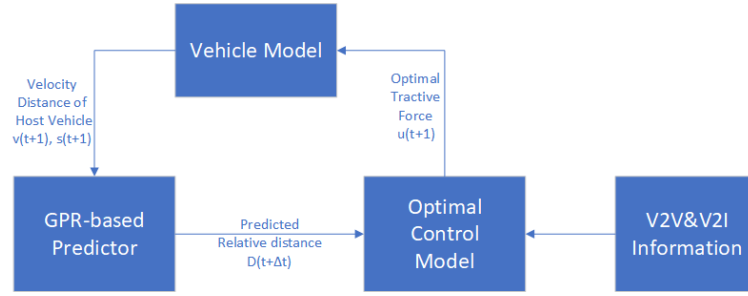 Vehicle Model
Velocity
Distance of
Host Vehicle
v(t+1), s(t+1)
Optimal
Tractive
Force
u(t+1)
GPR-based
Predictor
Predicted
Relative distance
D(t+Δt)
Optimal
Control
Model
V2V&V2I
Information